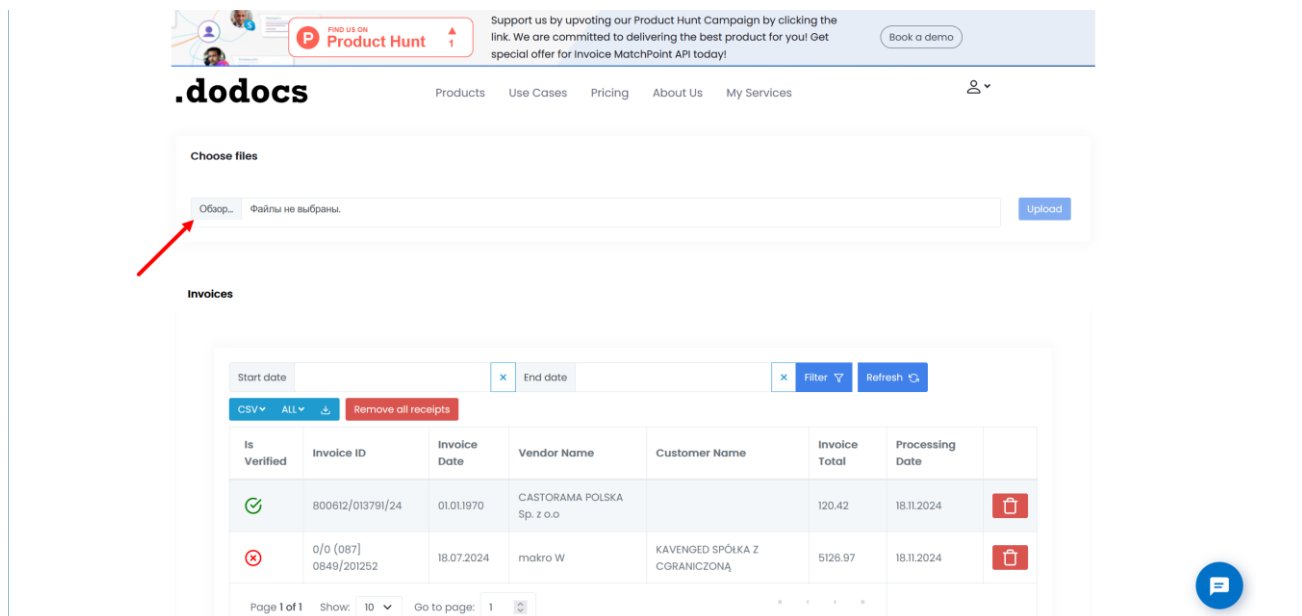 FIND US ON
Product Hunt
1
Support us by upvoting our Product Hunt Campaign by clicking the
link. We are committed to delivering the best product for you! Get
special offer for Invoice MatchPoint API today!
Book a demo
.dodocs
Products Use Cases Pricing About Us My Services
Choose files
Обзор... Файлы не выбраны. Upload
Invoices
Start date × End date × Filter Refresh
CSV ALL Remove all receipts
Is
Verified
Invoice ID
Invoice
Date
Vendor Name
Customer Name
Invoice
Total
Processing
Date
800612/013791/24
01.01.1970
CASTORAMA POLSKA
Sp. z o.o
120.42
18.11.2024
0/0 (087]
0849/201252
18.07.2024
makro W
KAVENGED SPÓŁKA Z
CGRANICZONĄ
5126.97
18.11.2024
Page 1 of 1 Show: 10 Go to page: 1 « ‹ › »